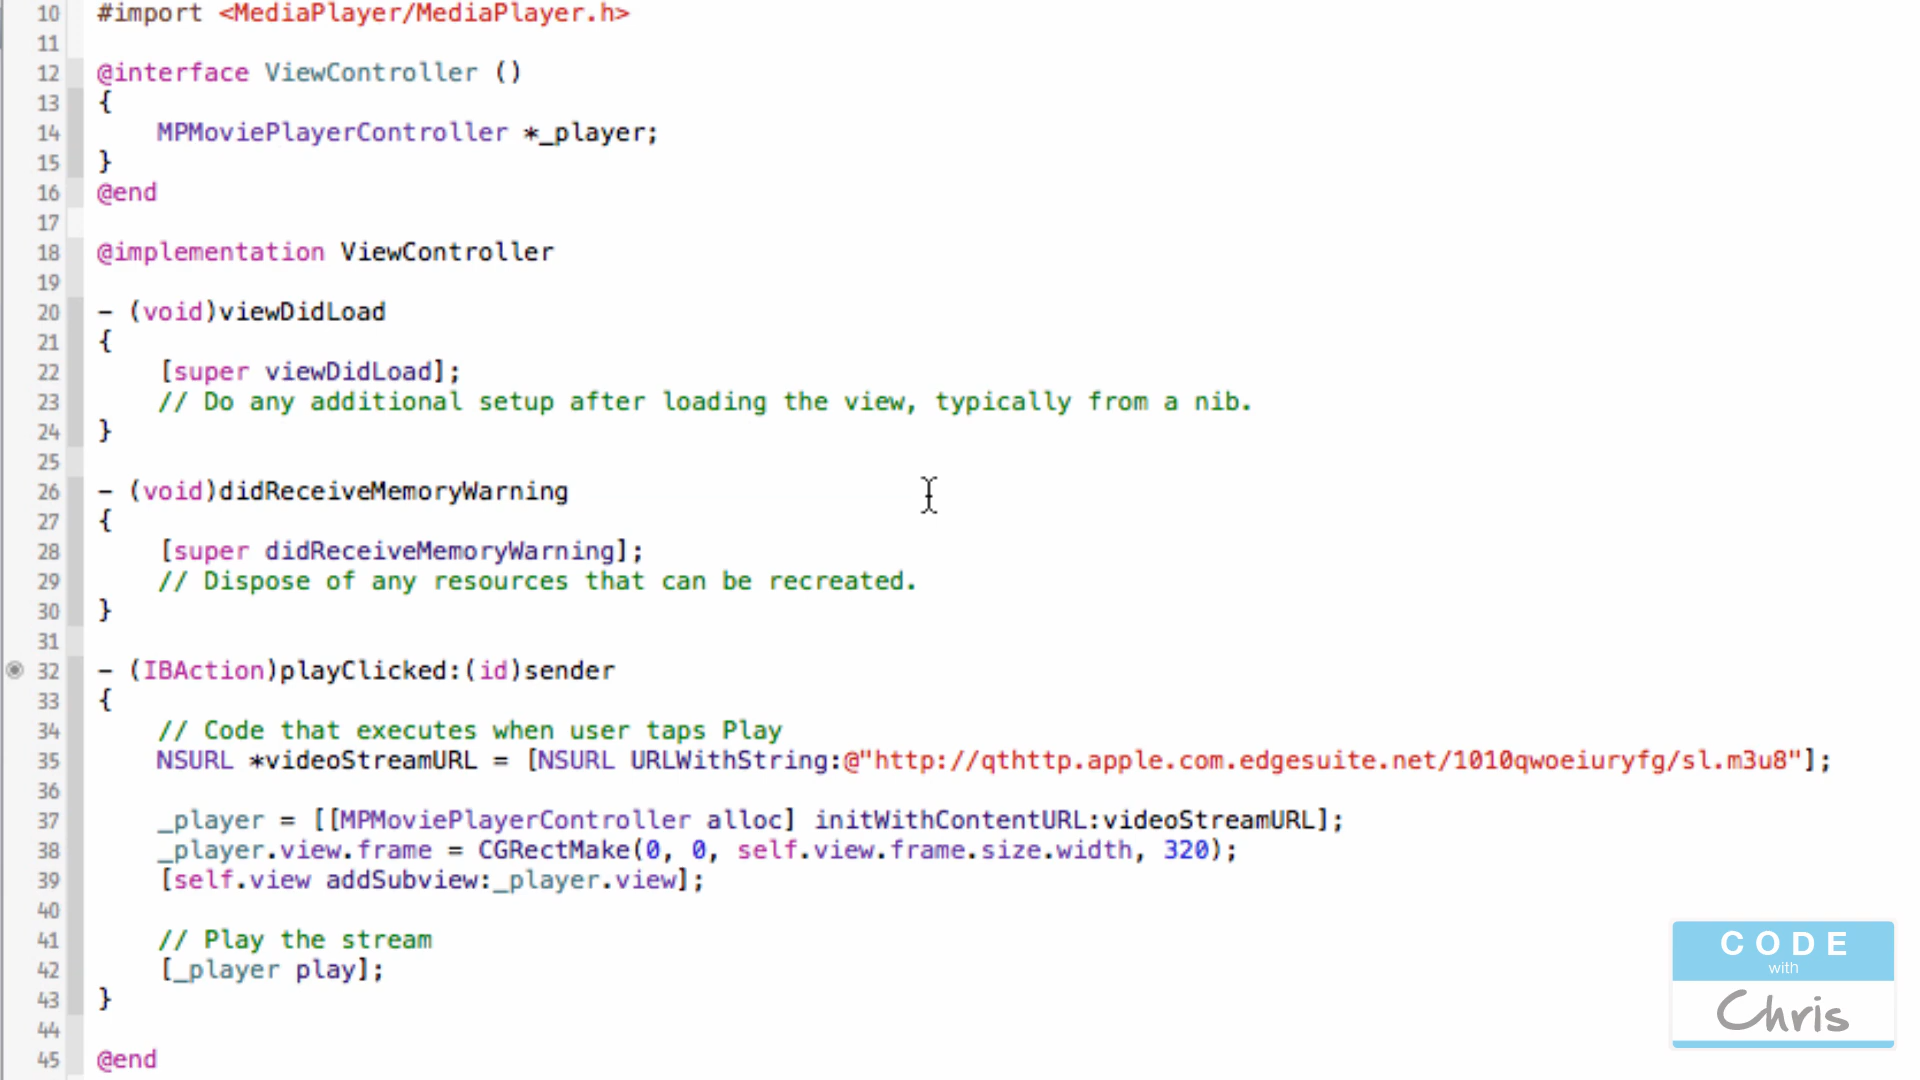 10 #import <MediaPlayer/MediaPlayer.h>
11
12 @interface ViewController ()
13 {
14     MPMoviePlayerController *_player;
15 }
16 @end
17
18 @implementation ViewController
19
20 - (void)viewDidLoad
21 {
22     [super viewDidLoad];
23     // Do any additional setup after loading the view, typically from a nib.
24 }
25
26 - (void)didReceiveMemoryWarning
27 {
28     [super didReceiveMemoryWarning];
29     // Dispose of any resources that can be recreated.
30 }
31
32 - (IBAction)playClicked:(id)sender
33 {
34     // Code that executes when user taps Play
35     NSURL *videoStreamURL = [NSURL URLWithString:@"http://qthttp.apple.com.edgesuite.net/1010qwoeiuryfg/sl.m3u8"];
36
37     _player = [[MPMoviePlayerController alloc] initWithContentURL:videoStreamURL];
38     _player.view.frame = CGRectMake(0, 0, self.view.frame.size.width, 320);
39     [self.view addSubview:_player.view];
40
41     // Play the stream
42     [_player play];
43 }
44
45 @end
CODE
with
Chris